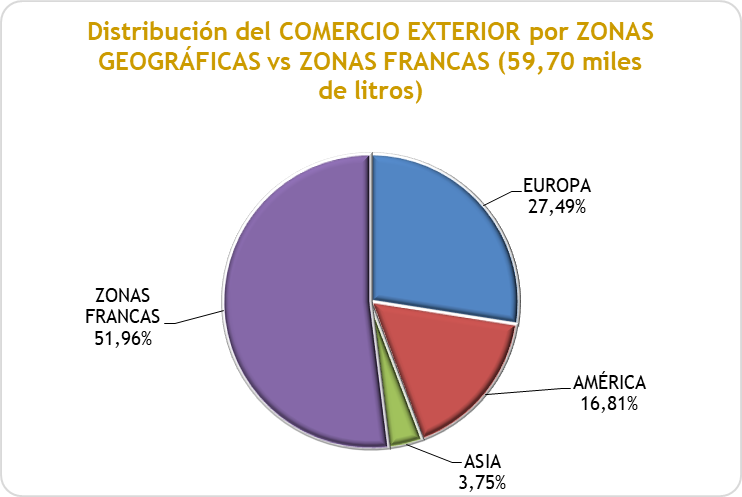 Distribución del COMERCIO EXTERIOR por ZONAS
GEOGRÁFICAS vs ZONAS FRANCAS (59,70 miles
de litros)
EUROPA
27,49%
ZONAS
FRANCAS
51,96%
AMÉRICA
16,81%
ASIA
3,75%